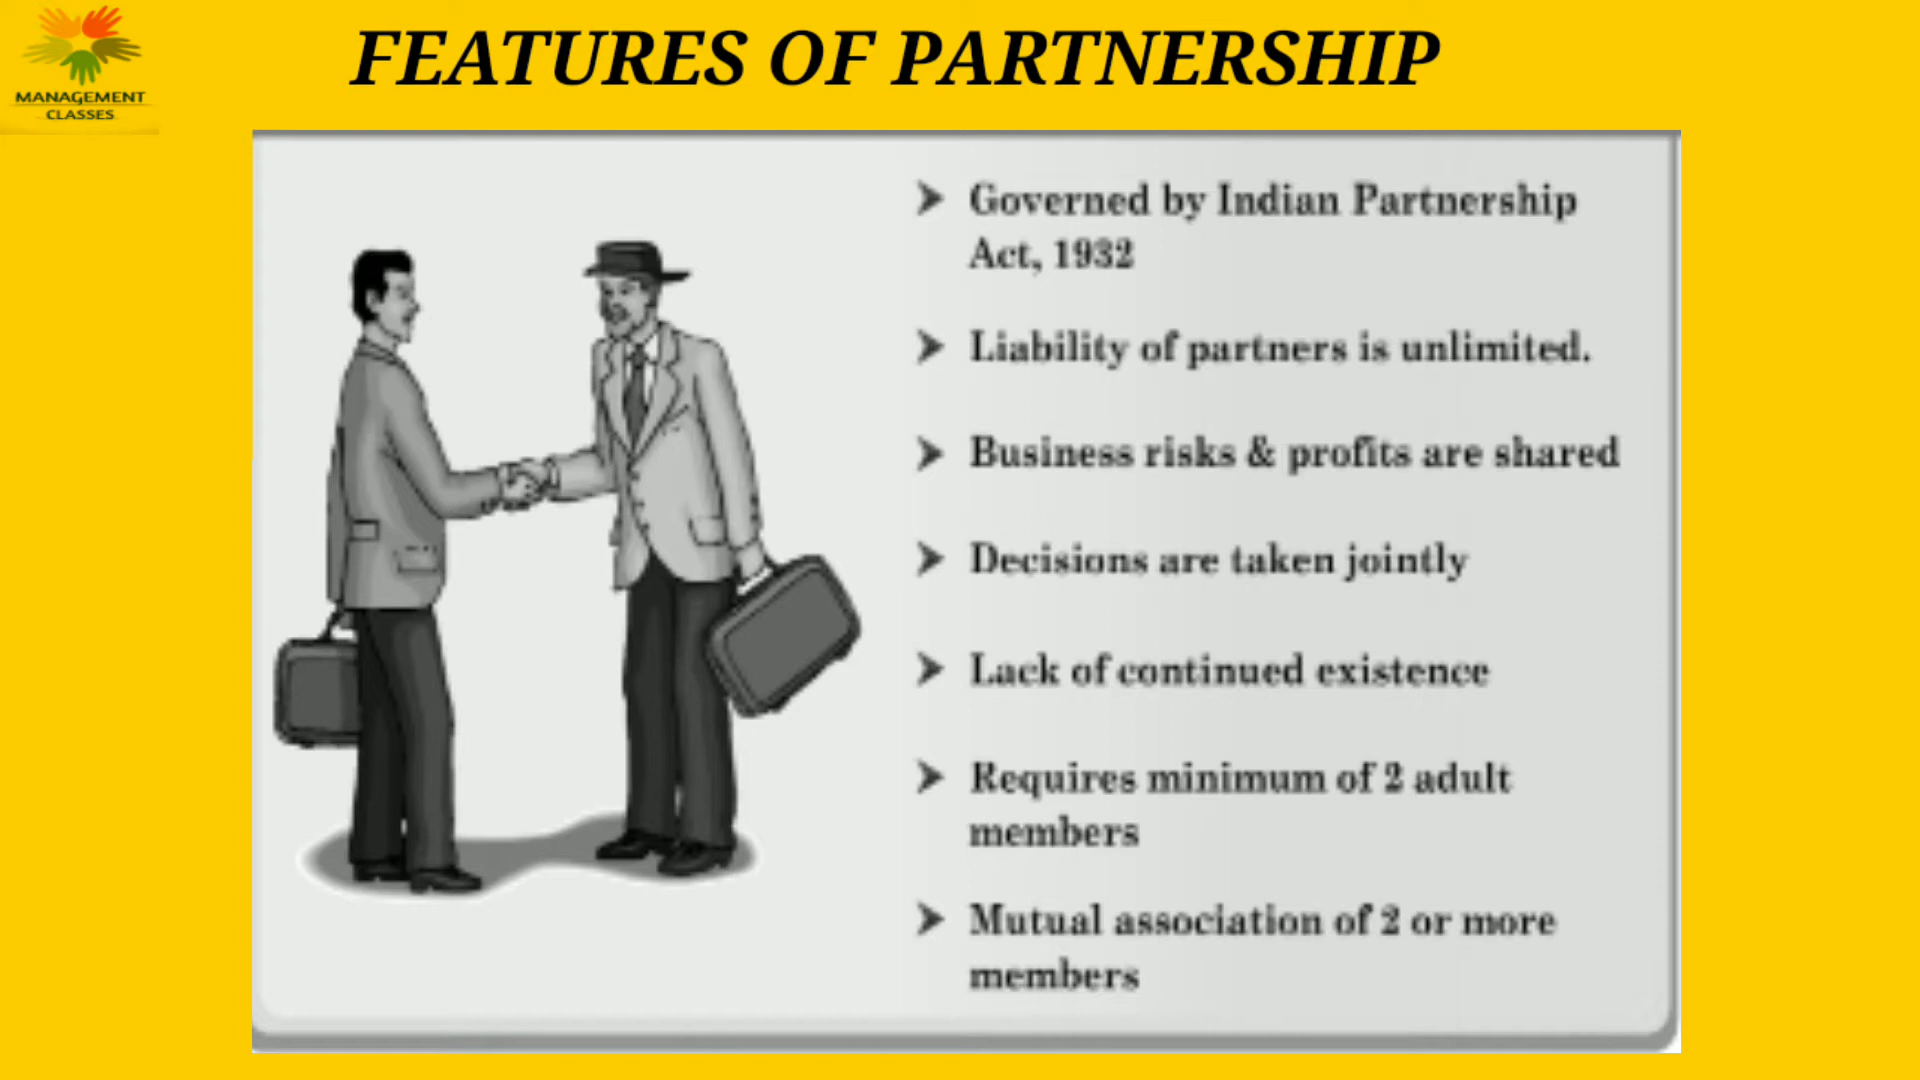 MANAGEMENT
CLASSES
FEATURES OF PARTNERSHIP
Governed by Indian Partnership
Act, 1932
Liability of partners is unlimited.
Business risks & profits are shared
Decisions are taken jointly
Lack of continued existence
Requires minimum of 2 adult
members
Mutual association of 2 or more
members